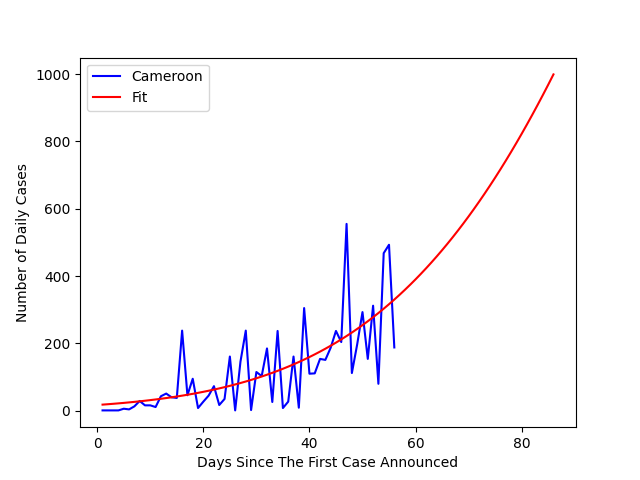 Cameroon
Fit
1000
800
600
400
200
0
Number of Daily Cases
0 20 40 60 80
Days Since The First Case Announced